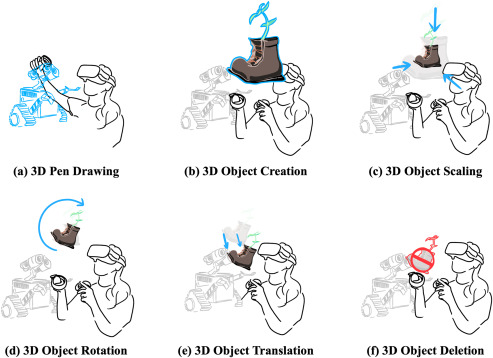 (a) 3D Pen Drawing
(b) 3D Object Creation
(c) 3D Object Scaling
(d) 3D Object Rotation
(e) 3D Object Translation
(f) 3D Object Deletion